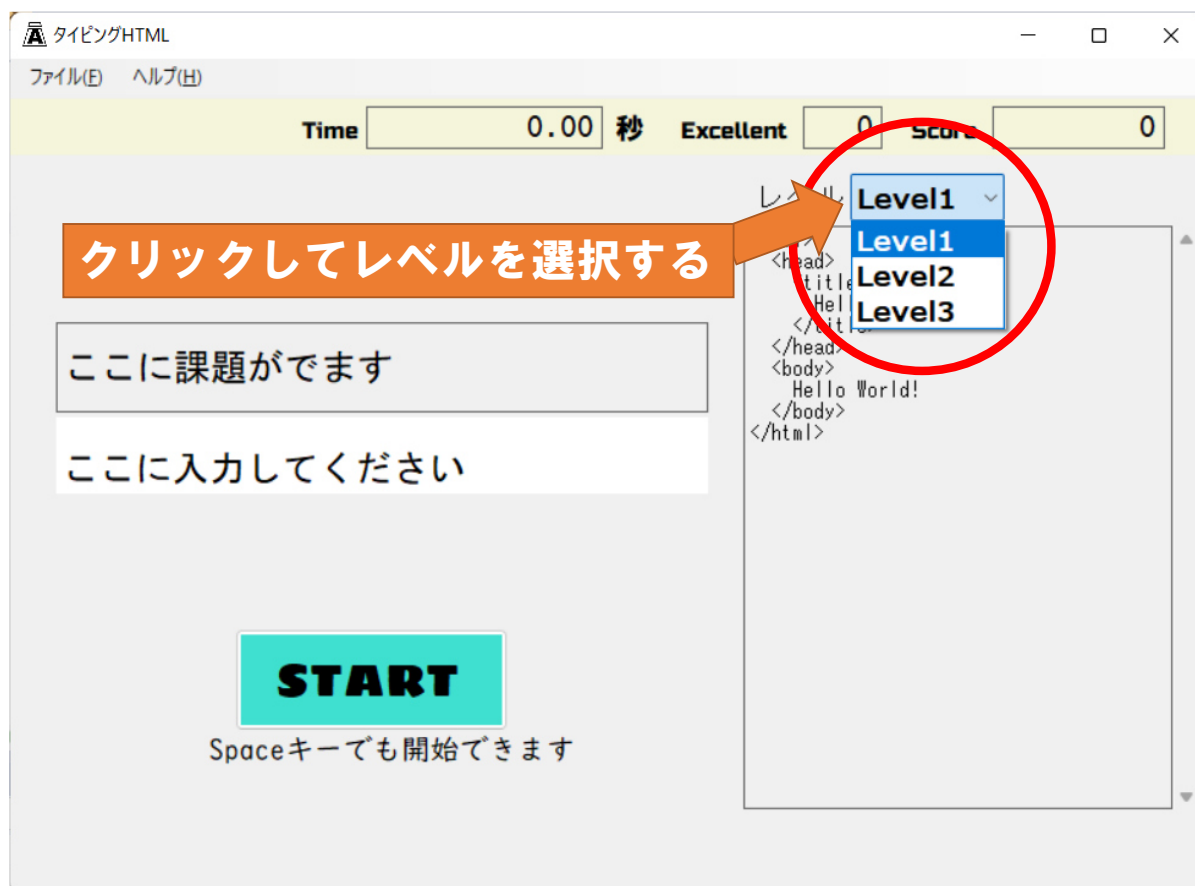 タイピングHTML
ファイル(F) ヘルプ(H)
Time 0.00 秒 Excellent 0 Score 0
レベル Level1
クリックしてレベルを選択する
Level1
Level2
Level3
<head>
</head>
<body>
Hello World!
</body>
</html>
ここに課題がでます
ここに入力してください
START
Spaceキーでも開始できます